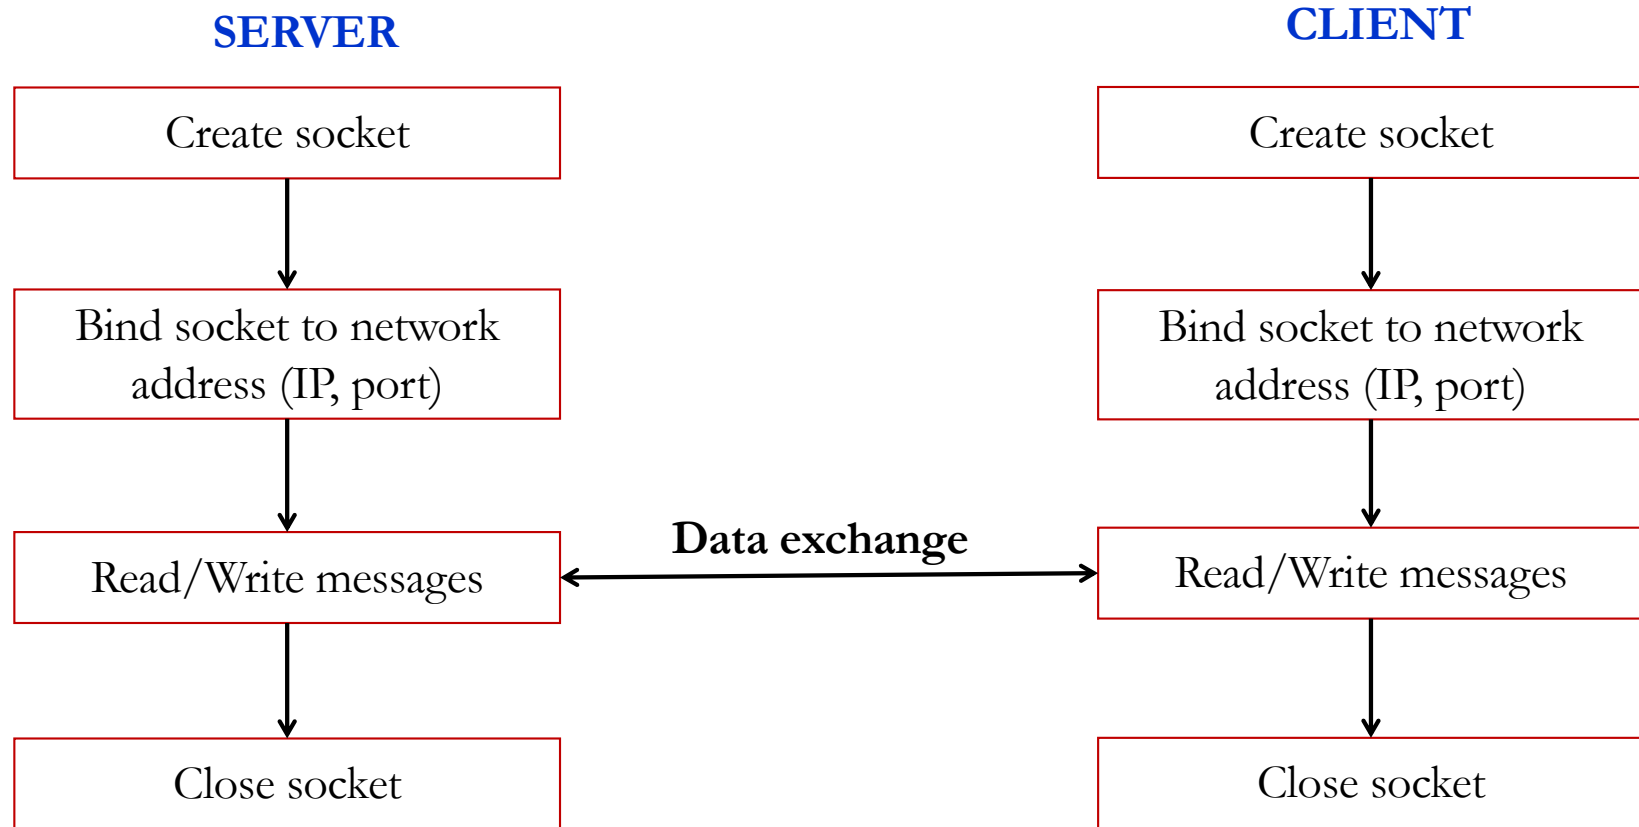 SERVER
Create socket
Bind socket to network
address (IP, port)
Read/Write messages
Close socket
Data exchange
CLIENT
Create socket
Bind socket to network
address (IP, port)
Read/Write messages
Close socket